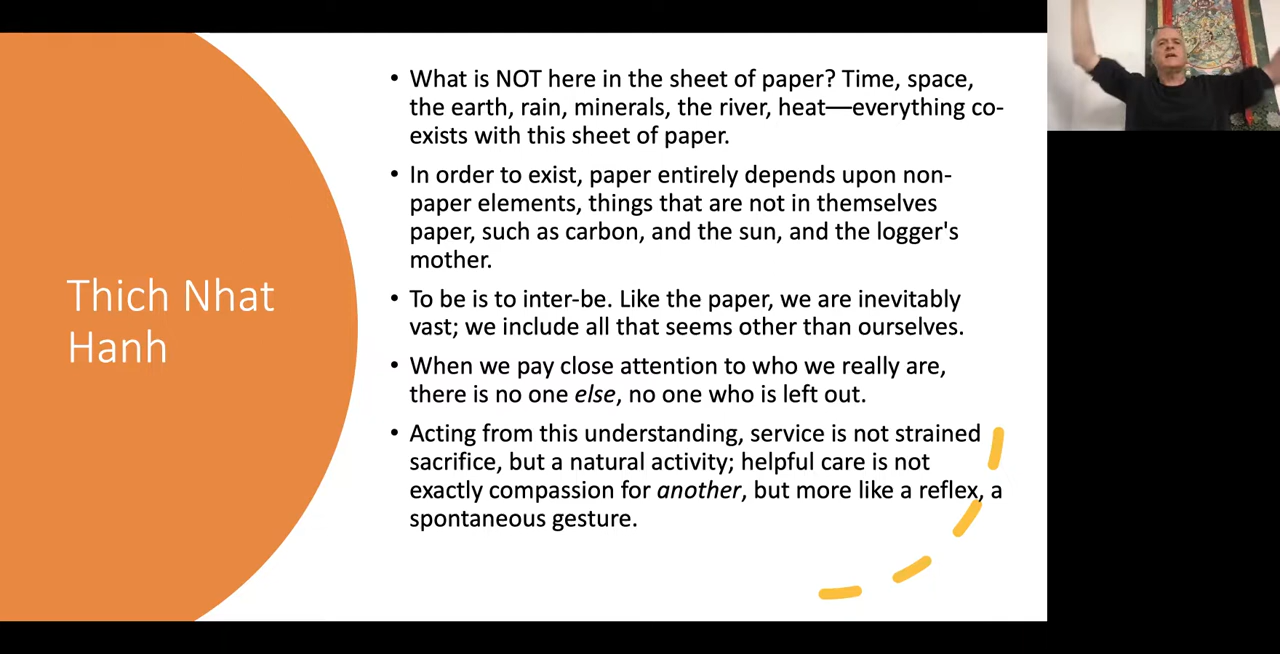 Thich Nhat
Hanh
• What is NOT here in the sheet of paper? Time, space,
the earth, rain, minerals, the river, heat—everything co-
exists with this sheet of paper.
• In order to exist, paper entirely depends upon non-
paper elements, things that are not in themselves
paper, such as carbon, and the sun, and the logger's
mother.
• To be is to inter-be. Like the paper, we are inevitably
vast; we include all that seems other than ourselves.
• When we pay close attention to who we really are,
there is no one else, no one who is left out.
• Acting from this understanding, service is not strained
sacrifice, but a natural activity; helpful care is not
exactly compassion for another, but more like a reflex, a
spontaneous gesture.